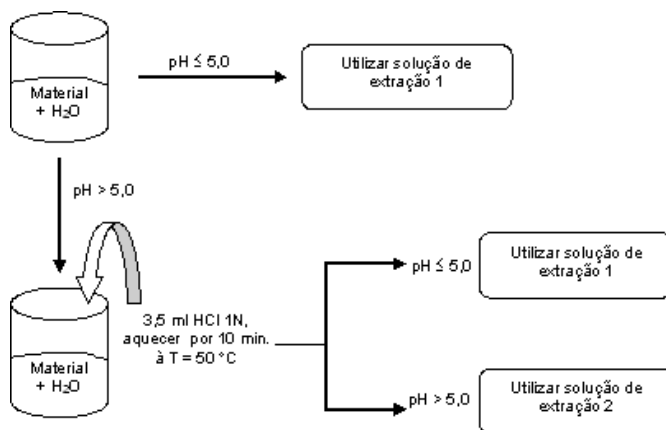 pH ≤ 5,0
Utilizar solução de
extração 1
Material
+ H₂O
pH > 5,0
3,5 ml HCl 1N,
aquecer por 10 min.
à T = 50 °C
pH ≤ 5,0
Utilizar solução de
extração 1
Material
+ H₂O
pH > 5,0
Utilizar solução de
extração 2